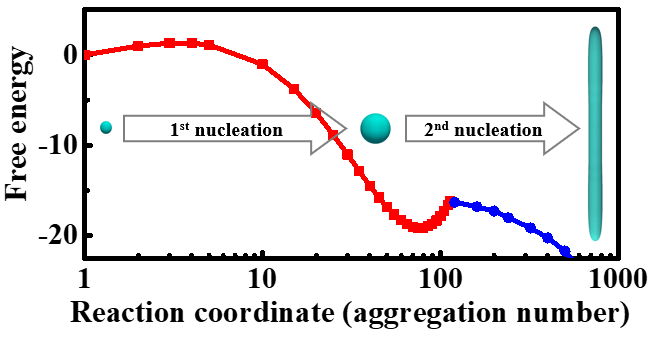 Free energy
0
-10
-20
1st nucleation
2nd nucleation
1
10
100
1000
Reaction coordinate (aggregation number)